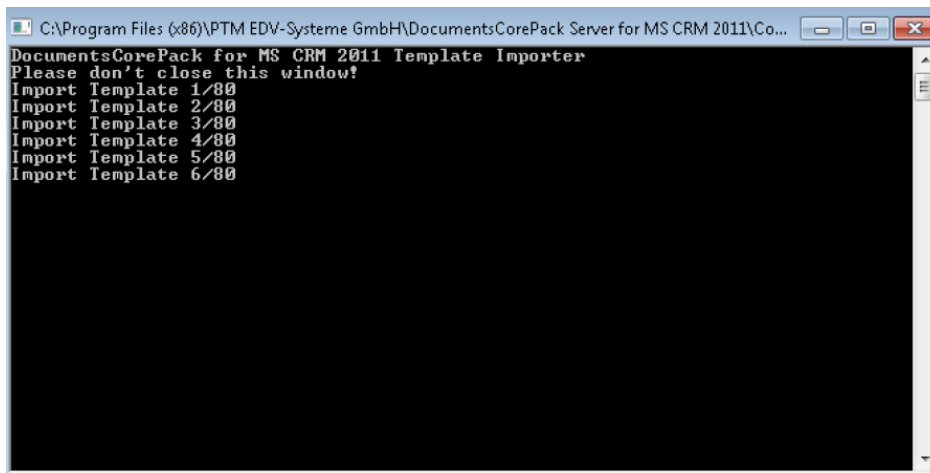 C:\Program Files (x86)\PTM EDV-Systeme GmbH\DocumentsCorePack Server for MS CRM 2011\Co...
DocumentsCorePack for MS CRM 2011 Template Importer
Please don't close this window!
Import Template 1/80
Import Template 2/80
Import Template 3/80
Import Template 4/80
Import Template 5/80
Import Template 6/80